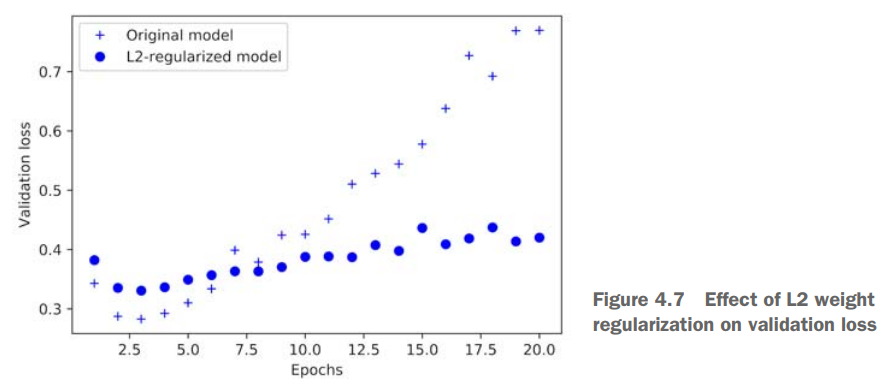 + Original model
● L2-regularized model
Validation loss
0.7
0.6
0.5
0.4
0.3
2.5 5.0 7.5 10.0 12.5 15.0 17.5 20.0
Epochs
Figure 4.7 Effect of L2 weight
regularization on validation loss